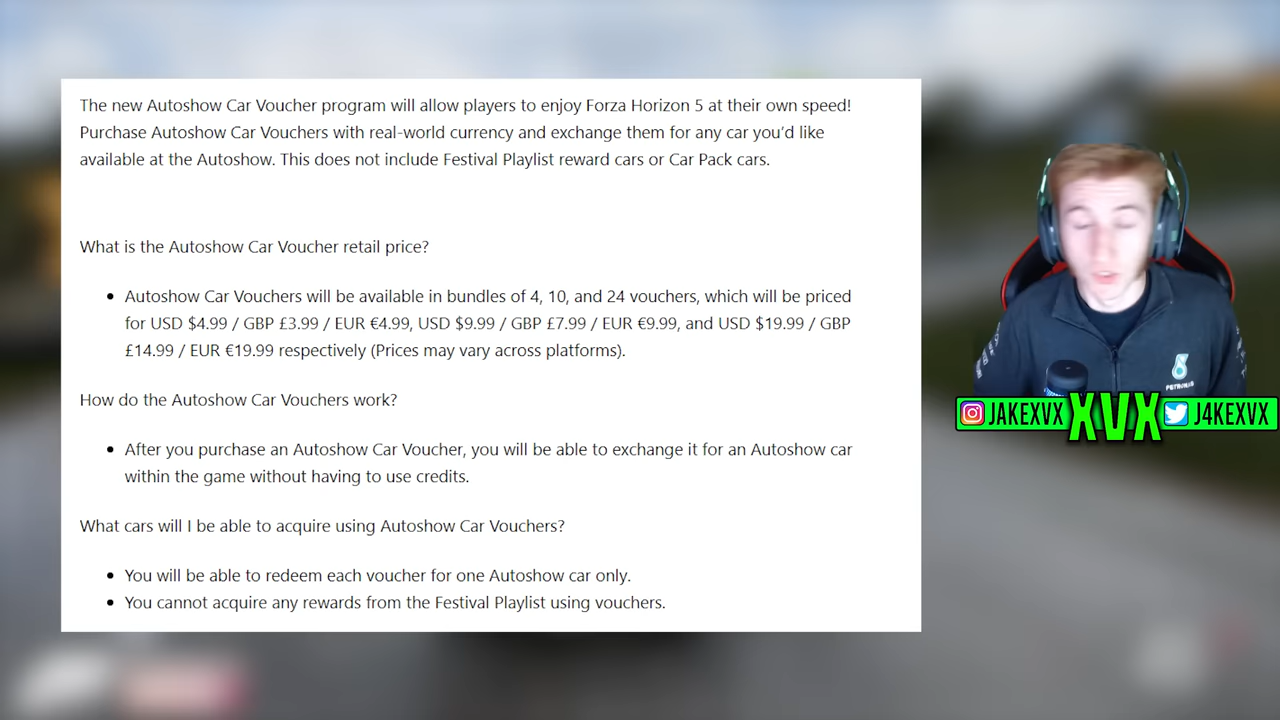 The new Autoshow Car Voucher program will allow players to enjoy Forza Horizon 5 at their own speed!
Purchase Autoshow Car Vouchers with real-world currency and exchange them for any car you’d like
available at the Autoshow. This does not include Festival Playlist reward cars or Car Pack cars.
What is the Autoshow Car Voucher retail price?
• Autoshow Car Vouchers will be available in bundles of 4, 10, and 24 vouchers, which will be priced
for USD $4.99 / GBP £3.99 / EUR €4.99, USD $9.99 / GBP £7.99 / EUR €9.99, and USD $19.99 / GBP
£14.99 / EUR €19.99 respectively (Prices may vary across platforms).
How do the Autoshow Car Vouchers work?
• After you purchase an Autoshow Car Voucher, you will be able to exchange it for an Autoshow car
within the game without having to use credits.
What cars will I be able to acquire using Autoshow Car Vouchers?
• You will be able to redeem each voucher for one Autoshow car only.
• You cannot acquire any rewards from the Festival Playlist using vouchers.
PETRONAS
JAKEXVX XVX J4KEXVX